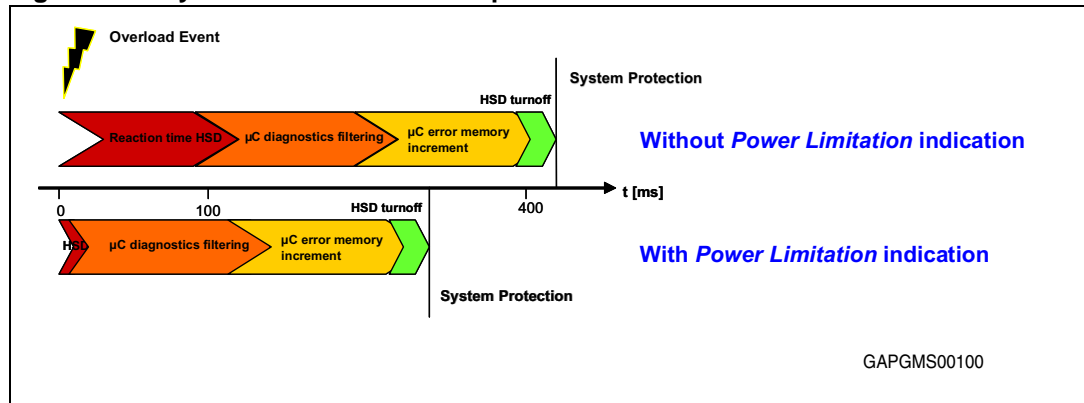 Overload Event
System Protection
HSD turnoff
Reaction time HSD
µC diagnostics filtering
µC error memory
increment
Without Power Limitation indication
t [ms]
0
100
400
HSD turnoff
HSD
µC diagnostics filtering
µC error memory
increment
With Power Limitation indication
System Protection
GAPGMS00100